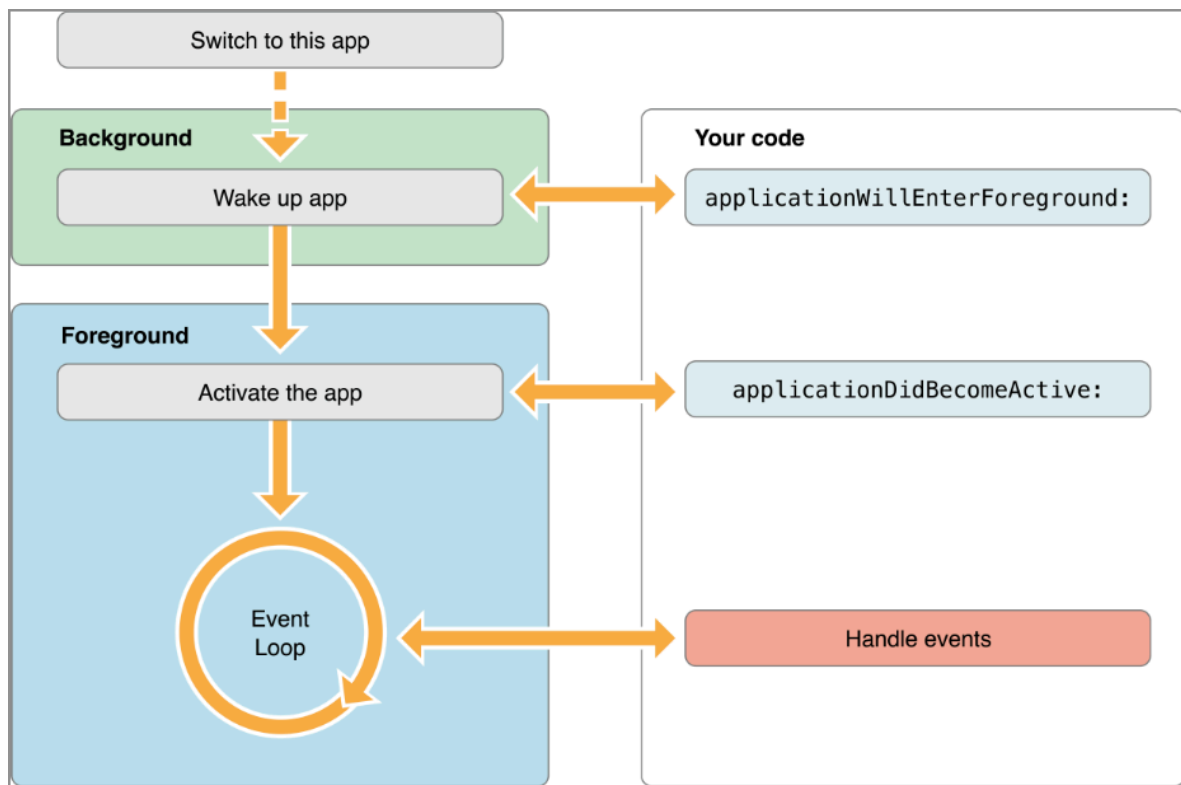 Switch to this app
Background
Your code
Wake up app
applicationWillEnterForeground:
Foreground
Activate the app
applicationDidBecomeActive:
Event
Loop
Handle events